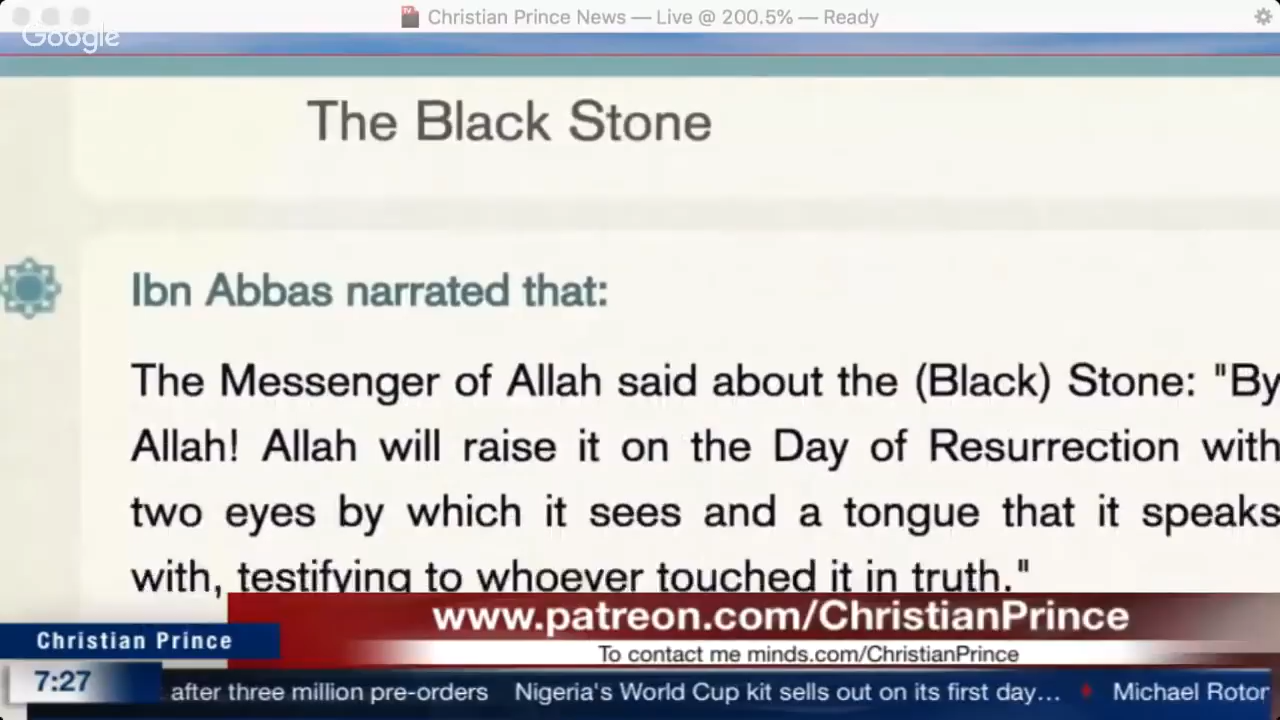 Christian Prince News — Live @ 200.5% — Ready
Google
The Black Stone
Ibn Abbas narrated that:
The Messenger of Allah said about the (Black) Stone: "By
Allah! Allah will raise it on the Day of Resurrection with
two eyes by which it sees and a tongue that it speaks
with, testifying to whoever touched it in truth."
www.patreon.com/ChristianPrince
Christian Prince
To contact me minds.com/ChristianPrince
7:27
after three million pre-orders Nigeria's World Cup kit sells out on its first day... Michael Rotor